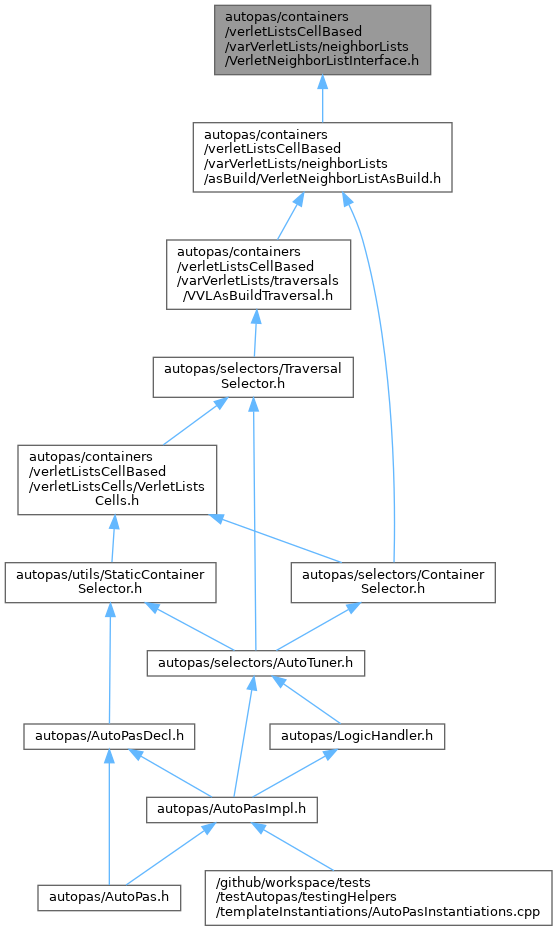 autopas/containers
/verletListsCellBased
/varVerletLists/neighborLists
/VerletNeighborListInterface.h
autopas/containers
/verletListsCellBased
/varVerletLists/neighborLists
/asBuild/VerletNeighborListAsBuild.h
autopas/containers
/verletListsCellBased
/varVerletLists/traversals
/VVLAsBuildTraversal.h
autopas/selectors/Traversal
Selector.h
autopas/containers
/verletListsCellBased
/verletListsCells/VerletLists
Cells.h
autopas/utils/StaticContainer
Selector.h
autopas/selectors/Container
Selector.h
autopas/selectors/AutoTuner.h
autopas/AutoPasDecl.h
autopas/LogicHandler.h
autopas/AutoPasImpl.h
autopas/AutoPas.h
/github/workspace/tests
/testAutopas/testingHelpers
/templateInstantiations/AutoPasInstantiations.cpp